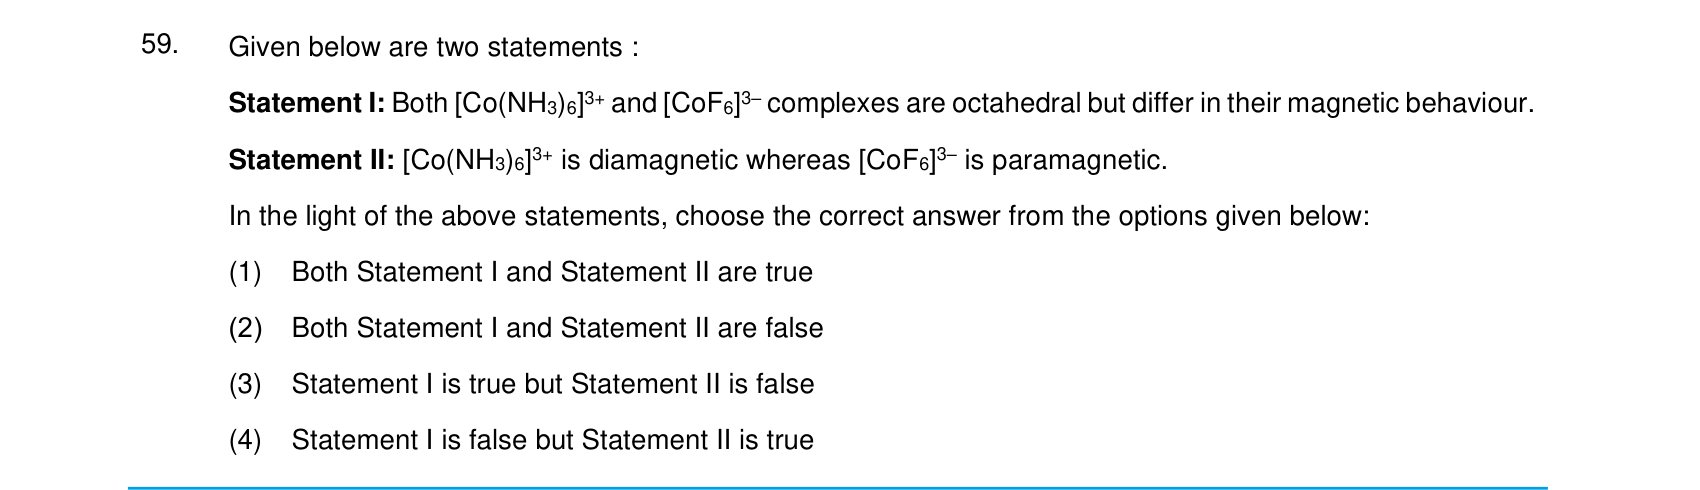 59. Given below are two statements :
Statement I: Both [Co(NH₃)₆]³⁺ and [CoF₆]³⁻ complexes are octahedral but differ in their magnetic behaviour.
Statement II: [Co(NH₃)₆]³⁺ is diamagnetic whereas [CoF₆]³⁻ is paramagnetic.
In the light of the above statements, choose the correct answer from the options given below:
(1) Both Statement I and Statement II are true
(2) Both Statement I and Statement II are false
(3) Statement I is true but Statement II is false
(4) Statement I is false but Statement II is true